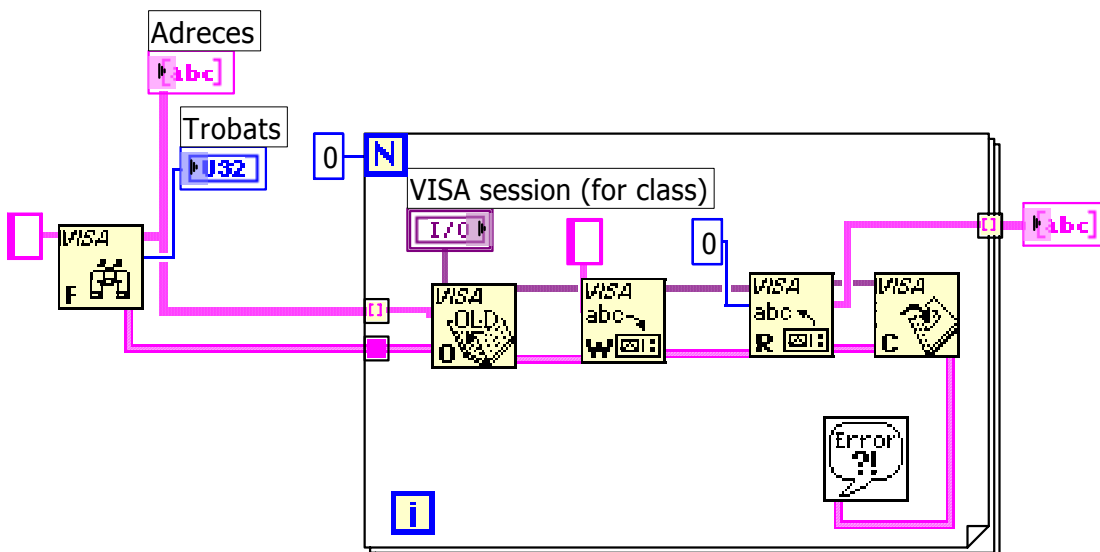 Adreces
[abc]
Trobats
U32
0
N
VISA session (for class)
I/O
0
[abc]
VISA
F
VISA
OLD
O
VISA
abc
W
VISA
abc
R
VISA
C
Error
?!
i